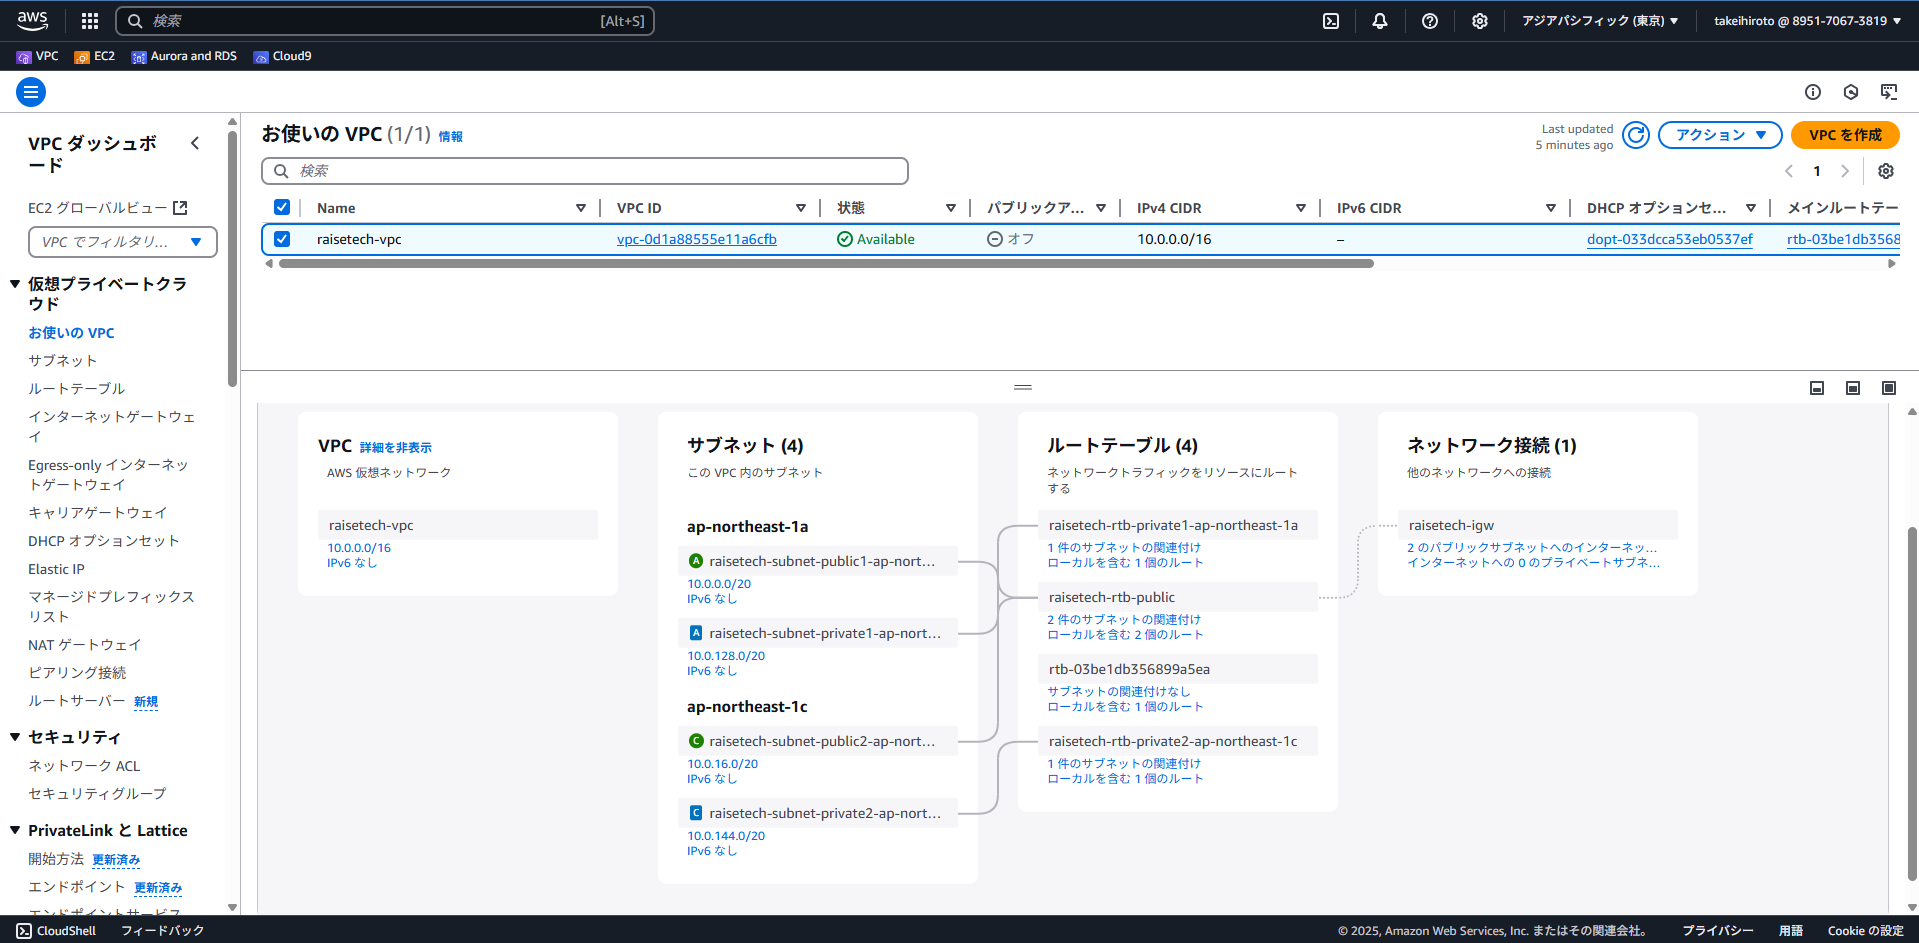 aws
検索
[Alt+S]
アジアパシフィック (東京) ▼
takeihiroto @ 8951-7067-3819 ▼
VPC
EC2
Aurora and RDS
Cloud9
VPC ダッシュボ
ード
EC2 グローバルビュー
VPC でフィルタリ...
仮想プライベートクラ
ウド
お使いの VPC
サブネット
ルートテーブル
インターネットゲートウェ
イ
Egress-only インターネッ
トゲートウェイ
キャリアゲートウェイ
DHCP オプションセット
Elastic IP
マネージドプレフィックス
リスト
NAT ゲートウェイ
ピアリング接続
ルートサーバー 新規
セキュリティ
ネットワーク ACL
セキュリティグループ
PrivateLink と Lattice
開始方法 更新済み
エンドポイント 更新済み
エンドポイントサービス
お使いの VPC (1/1) 情報
Last updated
5 minutes ago
アクション
VPC を作成
検索
1
Name
VPC ID
状態
パブリックア...
IPv4 CIDR
IPv6 CIDR
DHCP オプションセ...
メインルートテー
raisetech-vpc
vpc-0d1a88555e11a6cfb
Available
オフ
10.0.0.0/16
–
dopt-033dcca53eb0537ef
rtb-03be1db3568
VPC 詳細を非表示
AWS 仮想ネットワーク
raisetech-vpc
10.0.0.0/16
IPv6 なし
サブネット (4)
この VPC 内のサブネット
ap-northeast-1a
A raisetech-subnet-public1-ap-nort...
10.0.0.0/20
IPv6 なし
A raisetech-subnet-private1-ap-nort...
10.0.128.0/20
IPv6 なし
ap-northeast-1c
C raisetech-subnet-public2-ap-nort...
10.0.16.0/20
IPv6 なし
C raisetech-subnet-private2-ap-nort...
10.0.144.0/20
IPv6 なし
ルートテーブル (4)
ネットワークトラフィックをリソースにルート
する
raisetech-rtb-private1-ap-northeast-1a
1 件のサブネットの関連付け
ローカルを含む 1 個のルート
raisetech-rtb-public
2 件のサブネットの関連付け
ローカルを含む 2 個のルート
rtb-03be1db356899a5ea
サブネットの関連付けなし
ローカルを含む 1 個のルート
raisetech-rtb-private2-ap-northeast-1c
1 件のサブネットの関連付け
ローカルを含む 1 個のルート
ネットワーク接続 (1)
他のネットワークへの接続
raisetech-igw
2 のパブリックサブネットへのインターネッ...
インターネットへの 0 のプライベートサブネ...
CloudShell
フィードバック
© 2025, Amazon Web Services, Inc. またはその関連会社。
プライバシー
用語
Cookie の設定